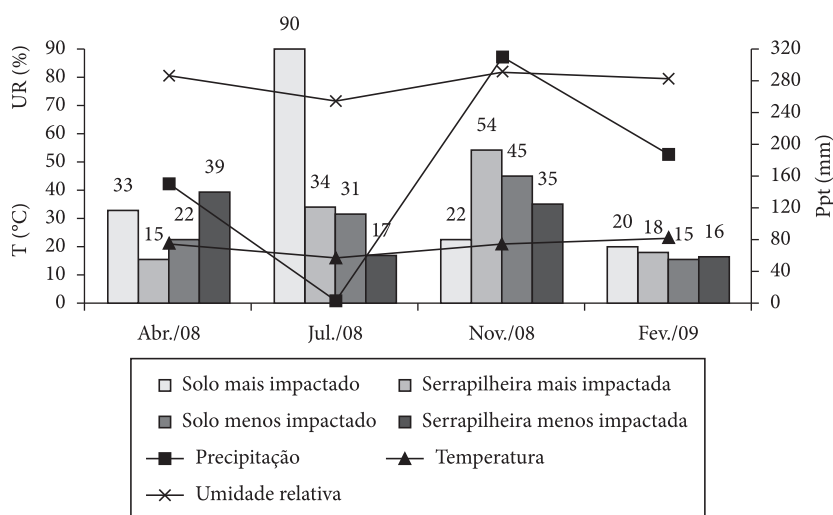 90
90 320
80 280
70 240
60 54 200
50 45 160
40 33 39 34 31 35 120
30 22 22 20 80
20 15 17 18 15 16 40
10
0 0
UR (%)
T (°C)
Ppt (mm)
Abr./08 Jul./08 Nov./08 Fev./09
Solo mais impactado Serrapilheira mais impactada
Solo menos impactado Serrapilheira menos impactada
Precipitação Temperatura
Umidade relativa